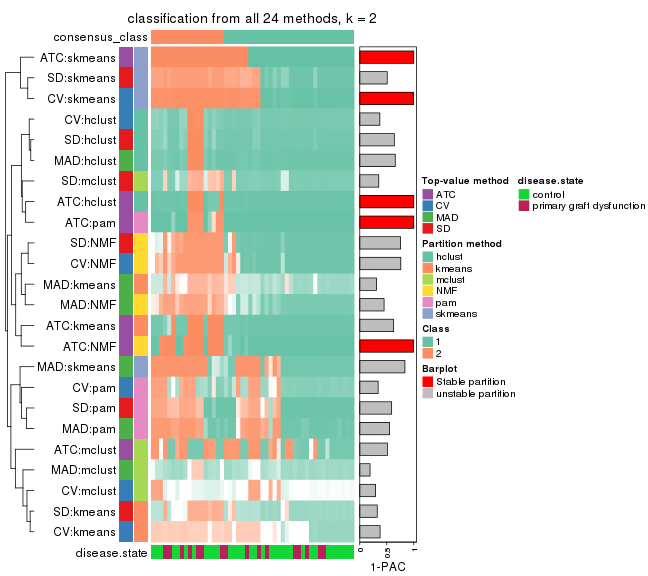 classification from all 24 methods, k = 2
consensus_class
ATC:skmeans
SD:skmeans
CV:skmeans
CV:hclust
SD:hclust
MAD:hclust
SD:mclust
ATC:hclust
ATC:pam
SD:NMF
CV:NMF
MAD:kmeans
MAD:NMF
ATC:kmeans
ATC:NMF
MAD:skmeans
CV:pam
SD:pam
MAD:pam
ATC:mclust
MAD:mclust
CV:mclust
SD:kmeans
CV:kmeans
disease.state
0
0.5
1
1-PAC
Top-value method
ATC
CV
MAD
SD
Partition method
hclust
kmeans
mclust
NMF
pam
skmeans
Class
1
2
Barplot
Stable partition
unstable partition
disease.state
control
primary graft dysfunction